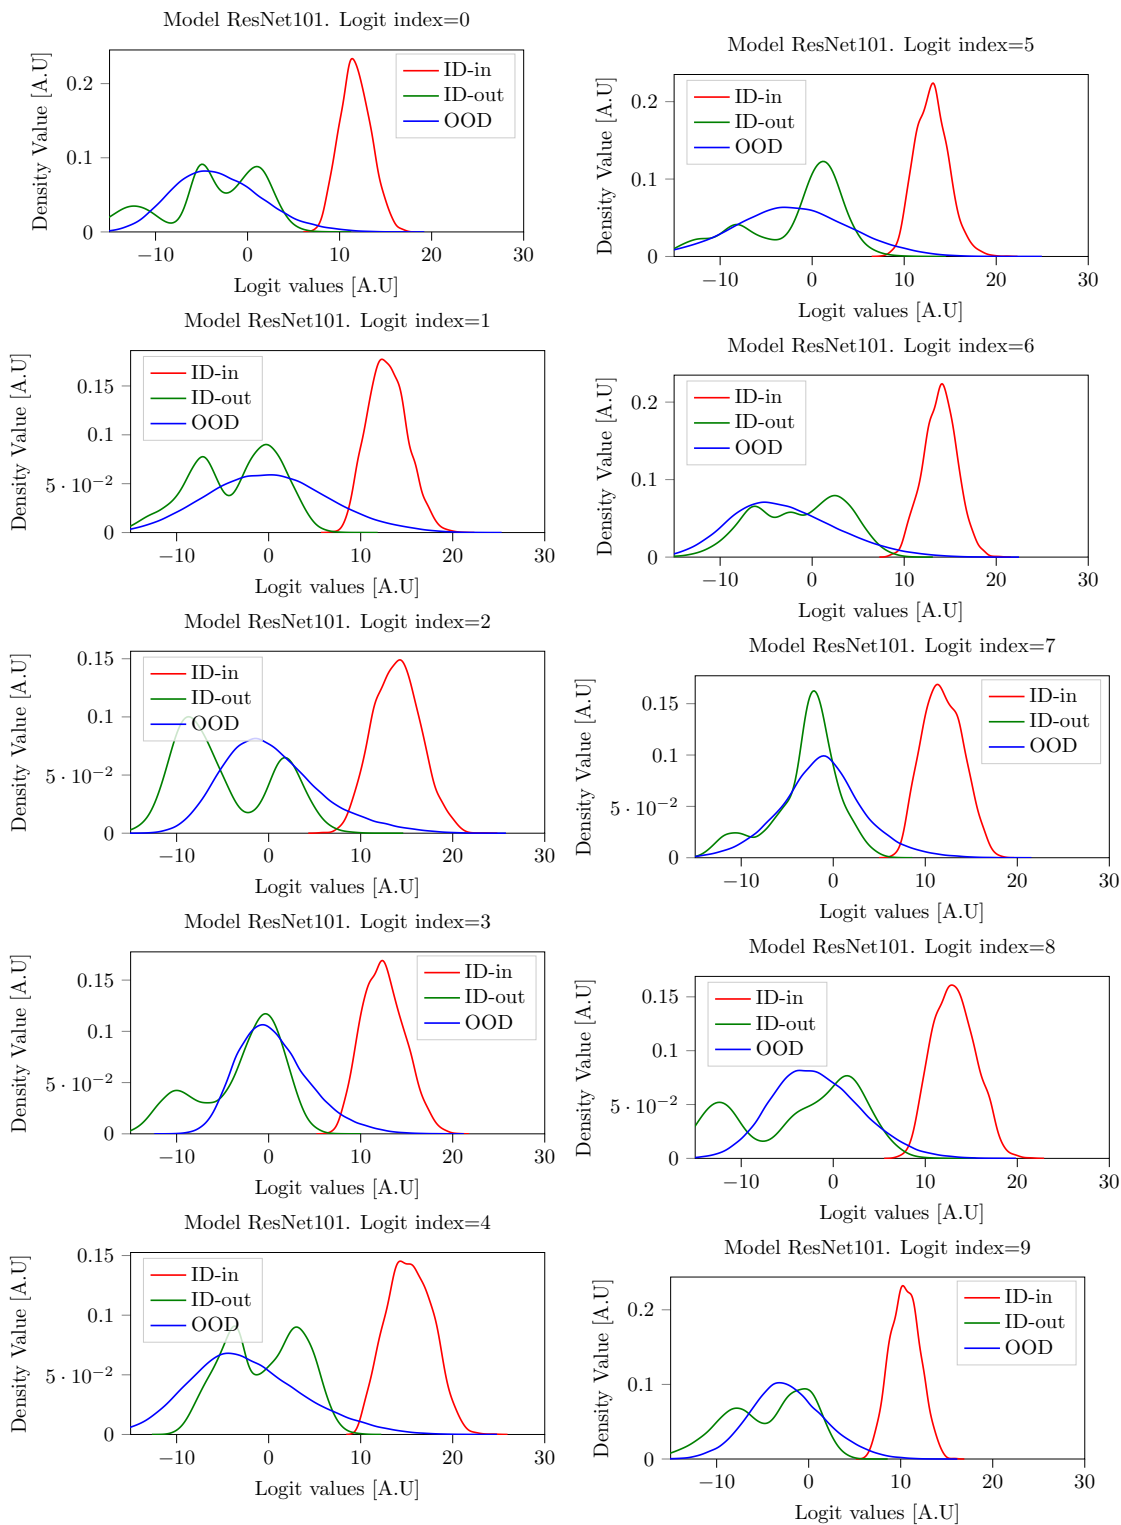 Model ResNet101. Logit index=0
Density Value [A.U]
0.2
0.1
0
ID-in
ID-out
OOD
−10 0 10 20 30
Logit values [A.U]
Model ResNet101. Logit index=1
Density Value [A.U]
0.15
0.1
5 · 10−2
0
ID-in
ID-out
OOD
−10 0 10 20 30
Logit values [A.U]
Model ResNet101. Logit index=2
Density Value [A.U]
0.15
0.1
5 · 10−2
0
ID-in
ID-out
OOD
−10 0 10 20 30
Logit values [A.U]
Model ResNet101. Logit index=3
Density Value [A.U]
0.15
0.1
5 · 10−2
0
ID-in
ID-out
OOD
−10 0 10 20 30
Logit values [A.U]
Model ResNet101. Logit index=4
Density Value [A.U]
0.15
0.1
5 · 10−2
0
ID-in
ID-out
OOD
−10 0 10 20 30
Logit values [A.U]
Model ResNet101. Logit index=5
Density Value [A.U]
0.2
0.1
0
ID-in
ID-out
OOD
−10 0 10 20 30
Logit values [A.U]
Model ResNet101. Logit index=6
Density Value [A.U]
0.2
0.1
0
ID-in
ID-out
OOD
−10 0 10 20 30
Logit values [A.U]
Model ResNet101. Logit index=7
Density Value [A.U]
0.15
0.1
5 · 10−2
0
ID-in
ID-out
OOD
−10 0 10 20 30
Logit values [A.U]
Model ResNet101. Logit index=8
Density Value [A.U]
0.15
0.1
5 · 10−2
0
ID-in
ID-out
OOD
−10 0 10 20 30
Logit values [A.U]
Model ResNet101. Logit index=9
Density Value [A.U]
0.2
0.1
0
ID-in
ID-out
OOD
−10 0 10 20 30
Logit values [A.U]